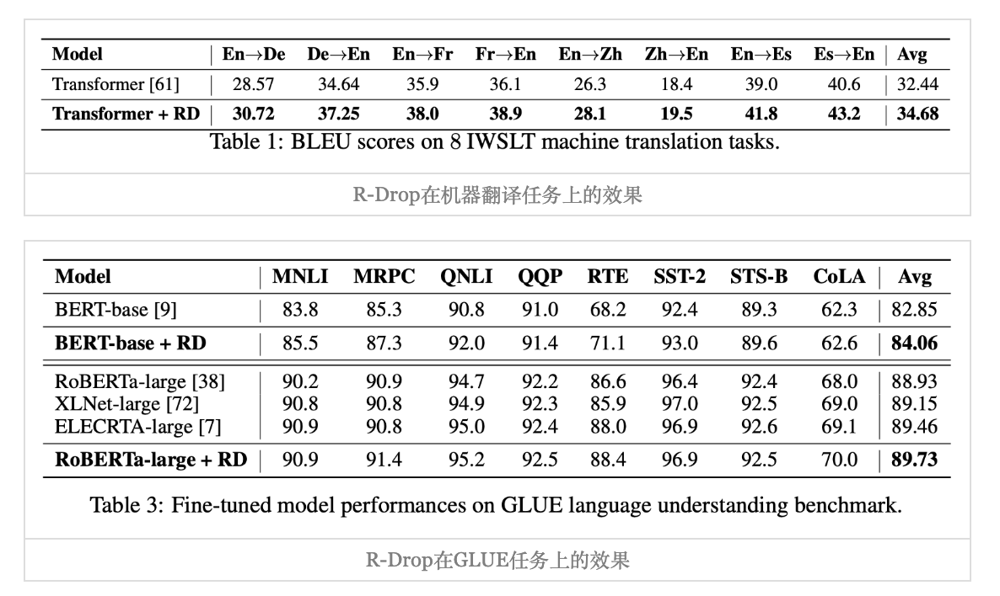 Model En→De De→En En→Fr Fr→En En→Zh Zh→En En→Es Es→En Avg
Transformer [61] 28.57 34.64 35.9 36.1 26.3 18.4 39.0 40.6 32.44
Transformer + RD 30.72 37.25 38.0 38.9 28.1 19.5 41.8 43.2 34.68
Table 1: BLEU scores on 8 IWSLT machine translation tasks.
R-Drop在机器翻译任务上的效果
Model MNLI MRPC QNLI QQP RTE SST-2 STS-B CoLA Avg
BERT-base [9] 83.8 85.3 90.8 91.0 68.2 92.4 89.3 62.3 82.85
BERT-base + RD 85.5 87.3 92.0 91.4 71.1 93.0 89.6 62.6 84.06
RoBERTa-large [38] 90.2 90.9 94.7 92.2 86.6 96.4 92.4 68.0 88.93
XLNet-large [72] 90.8 90.8 94.9 92.3 85.9 97.0 92.5 69.0 89.15
ELECRTA-large [7] 90.9 90.8 95.0 92.4 88.0 96.9 92.6 69.1 89.46
RoBERTa-large + RD 90.9 91.4 95.2 92.5 88.4 96.9 92.5 70.0 89.73
Table 3: Fine-tuned model performances on GLUE language understanding benchmark.
R-Drop在GLUE任务上的效果